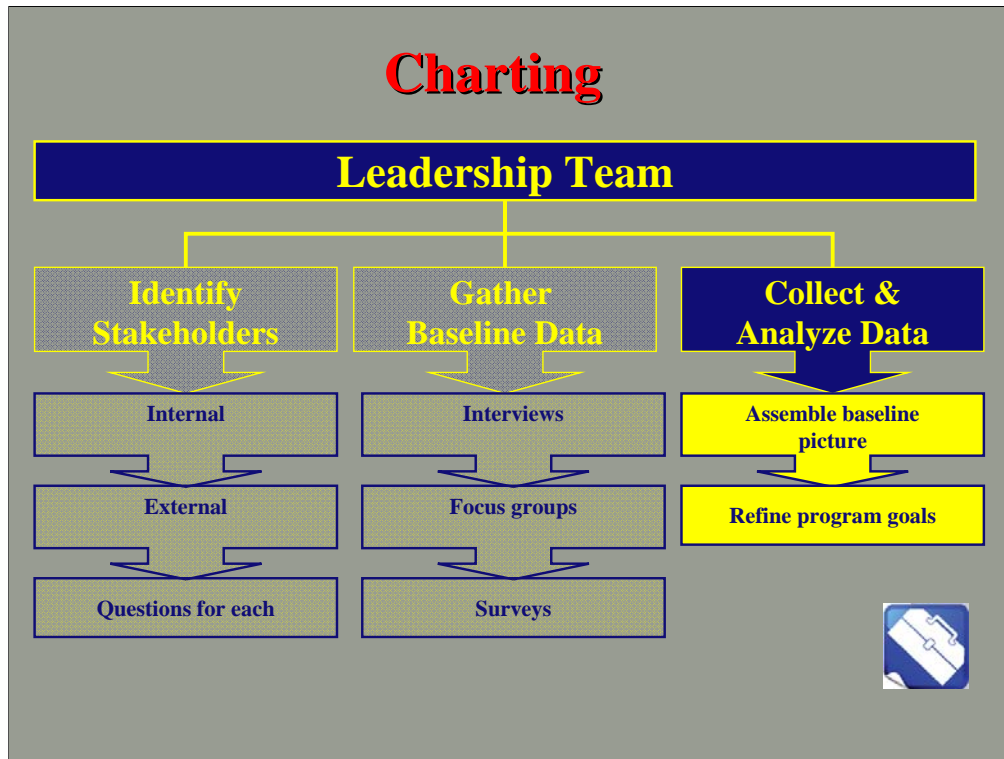 Charting
Leadership Team
Identify
Stakeholders
Internal
External
Questions for each
Gather
Baseline Data
Interviews
Focus groups
Surveys
Collect &
Analyze Data
Assemble baseline
picture
Refine program goals